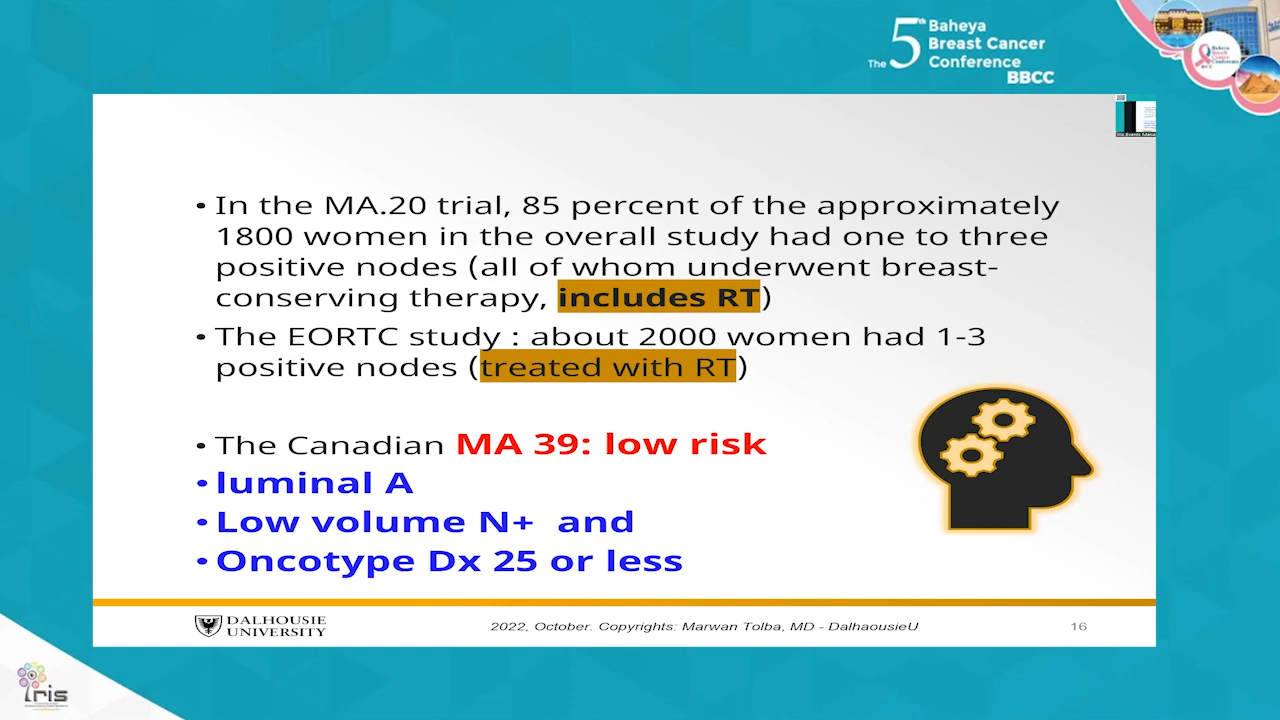 The 5th Baheya
Breast Cancer
Conference
BBCC
• In the MA.20 trial, 85 percent of the approximately
1800 women in the overall study had one to three
positive nodes (all of whom underwent breast-
conserving therapy, includes RT)
• The EORTC study : about 2000 women had 1-3
positive nodes (treated with RT)
• The Canadian MA 39: low risk
• luminal A
• Low volume N+ and
• Oncotype Dx 25 or less
DALHOUSIE
UNIVERSITY
2022, October. Copyrights: Marwan Tolba, MD - DalhaousieU
16
Iris